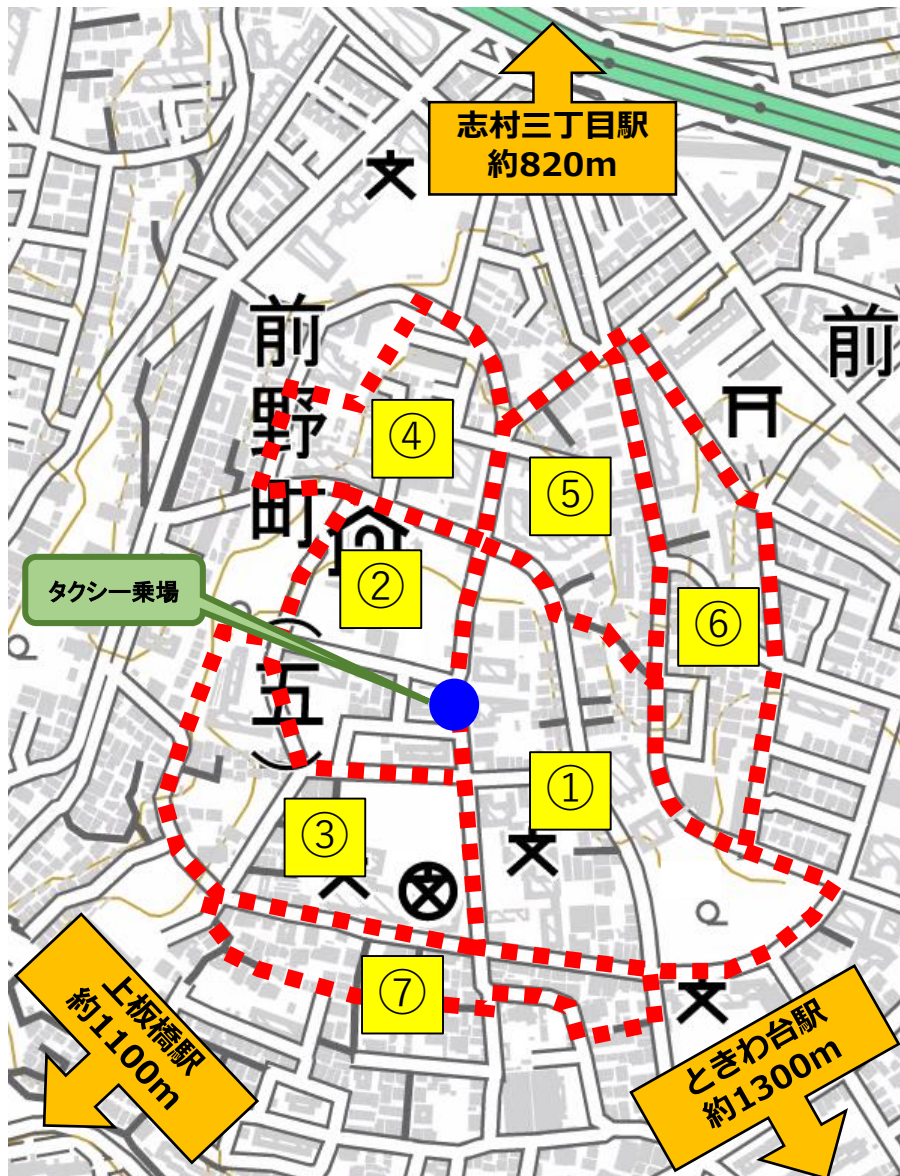 志村三丁目駅
約820m
前野町(五)
前
④
⑤
タクシー乗場
②
⑥
①
③
⑦
上板橋駅
約1100m
ときわ台駅
約1300m